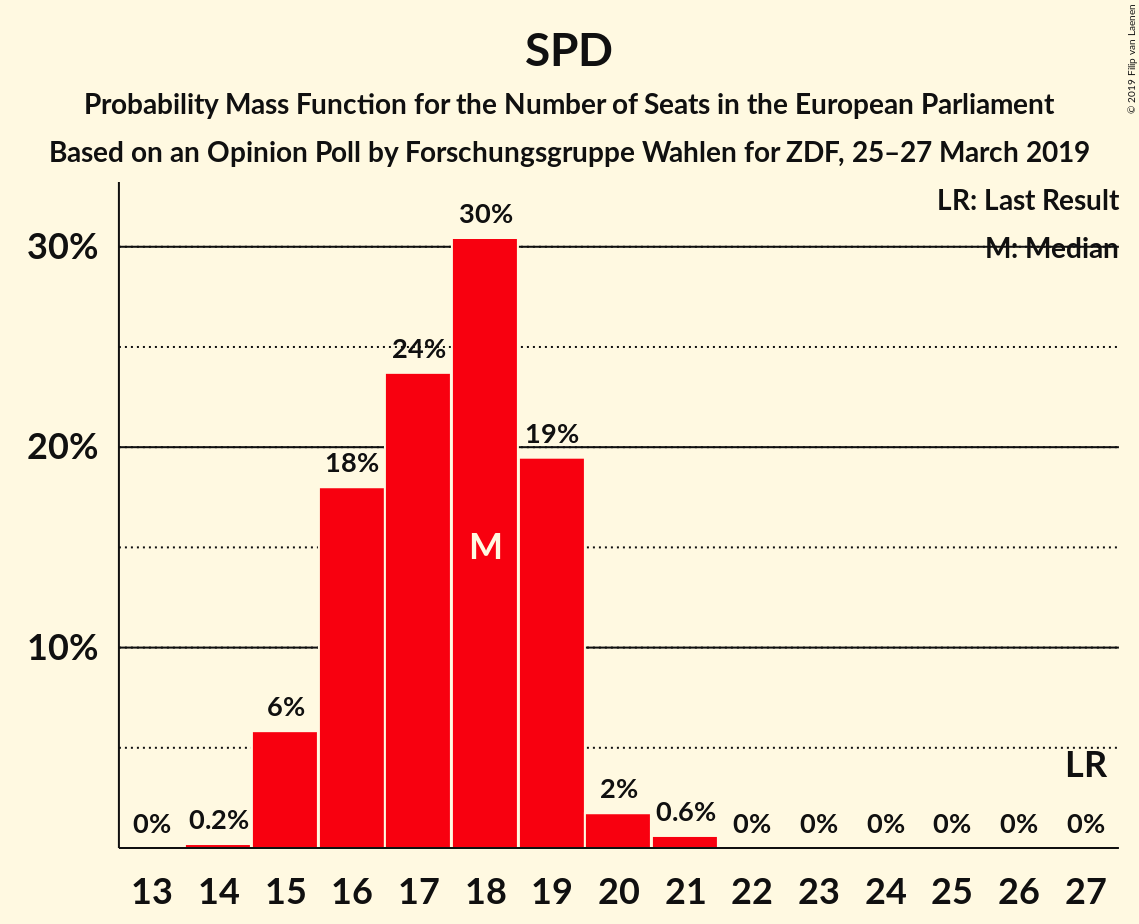 SPD
Probability Mass Function for the Number of Seats in the European Parliament
Based on an Opinion Poll by Forschungsgruppe Wahlen for ZDF, 25–27 March 2019
© 2019 Filip van Laenen
LR: Last Result
M: Median
30%
20%
10%
0%
0.2%
6%
18%
24%
30%
19%
2%
0.6%
0%
0%
0%
0%
0%
0%
M
LR
13 14 15 16 17 18 19 20 21 22 23 24 25 26 27